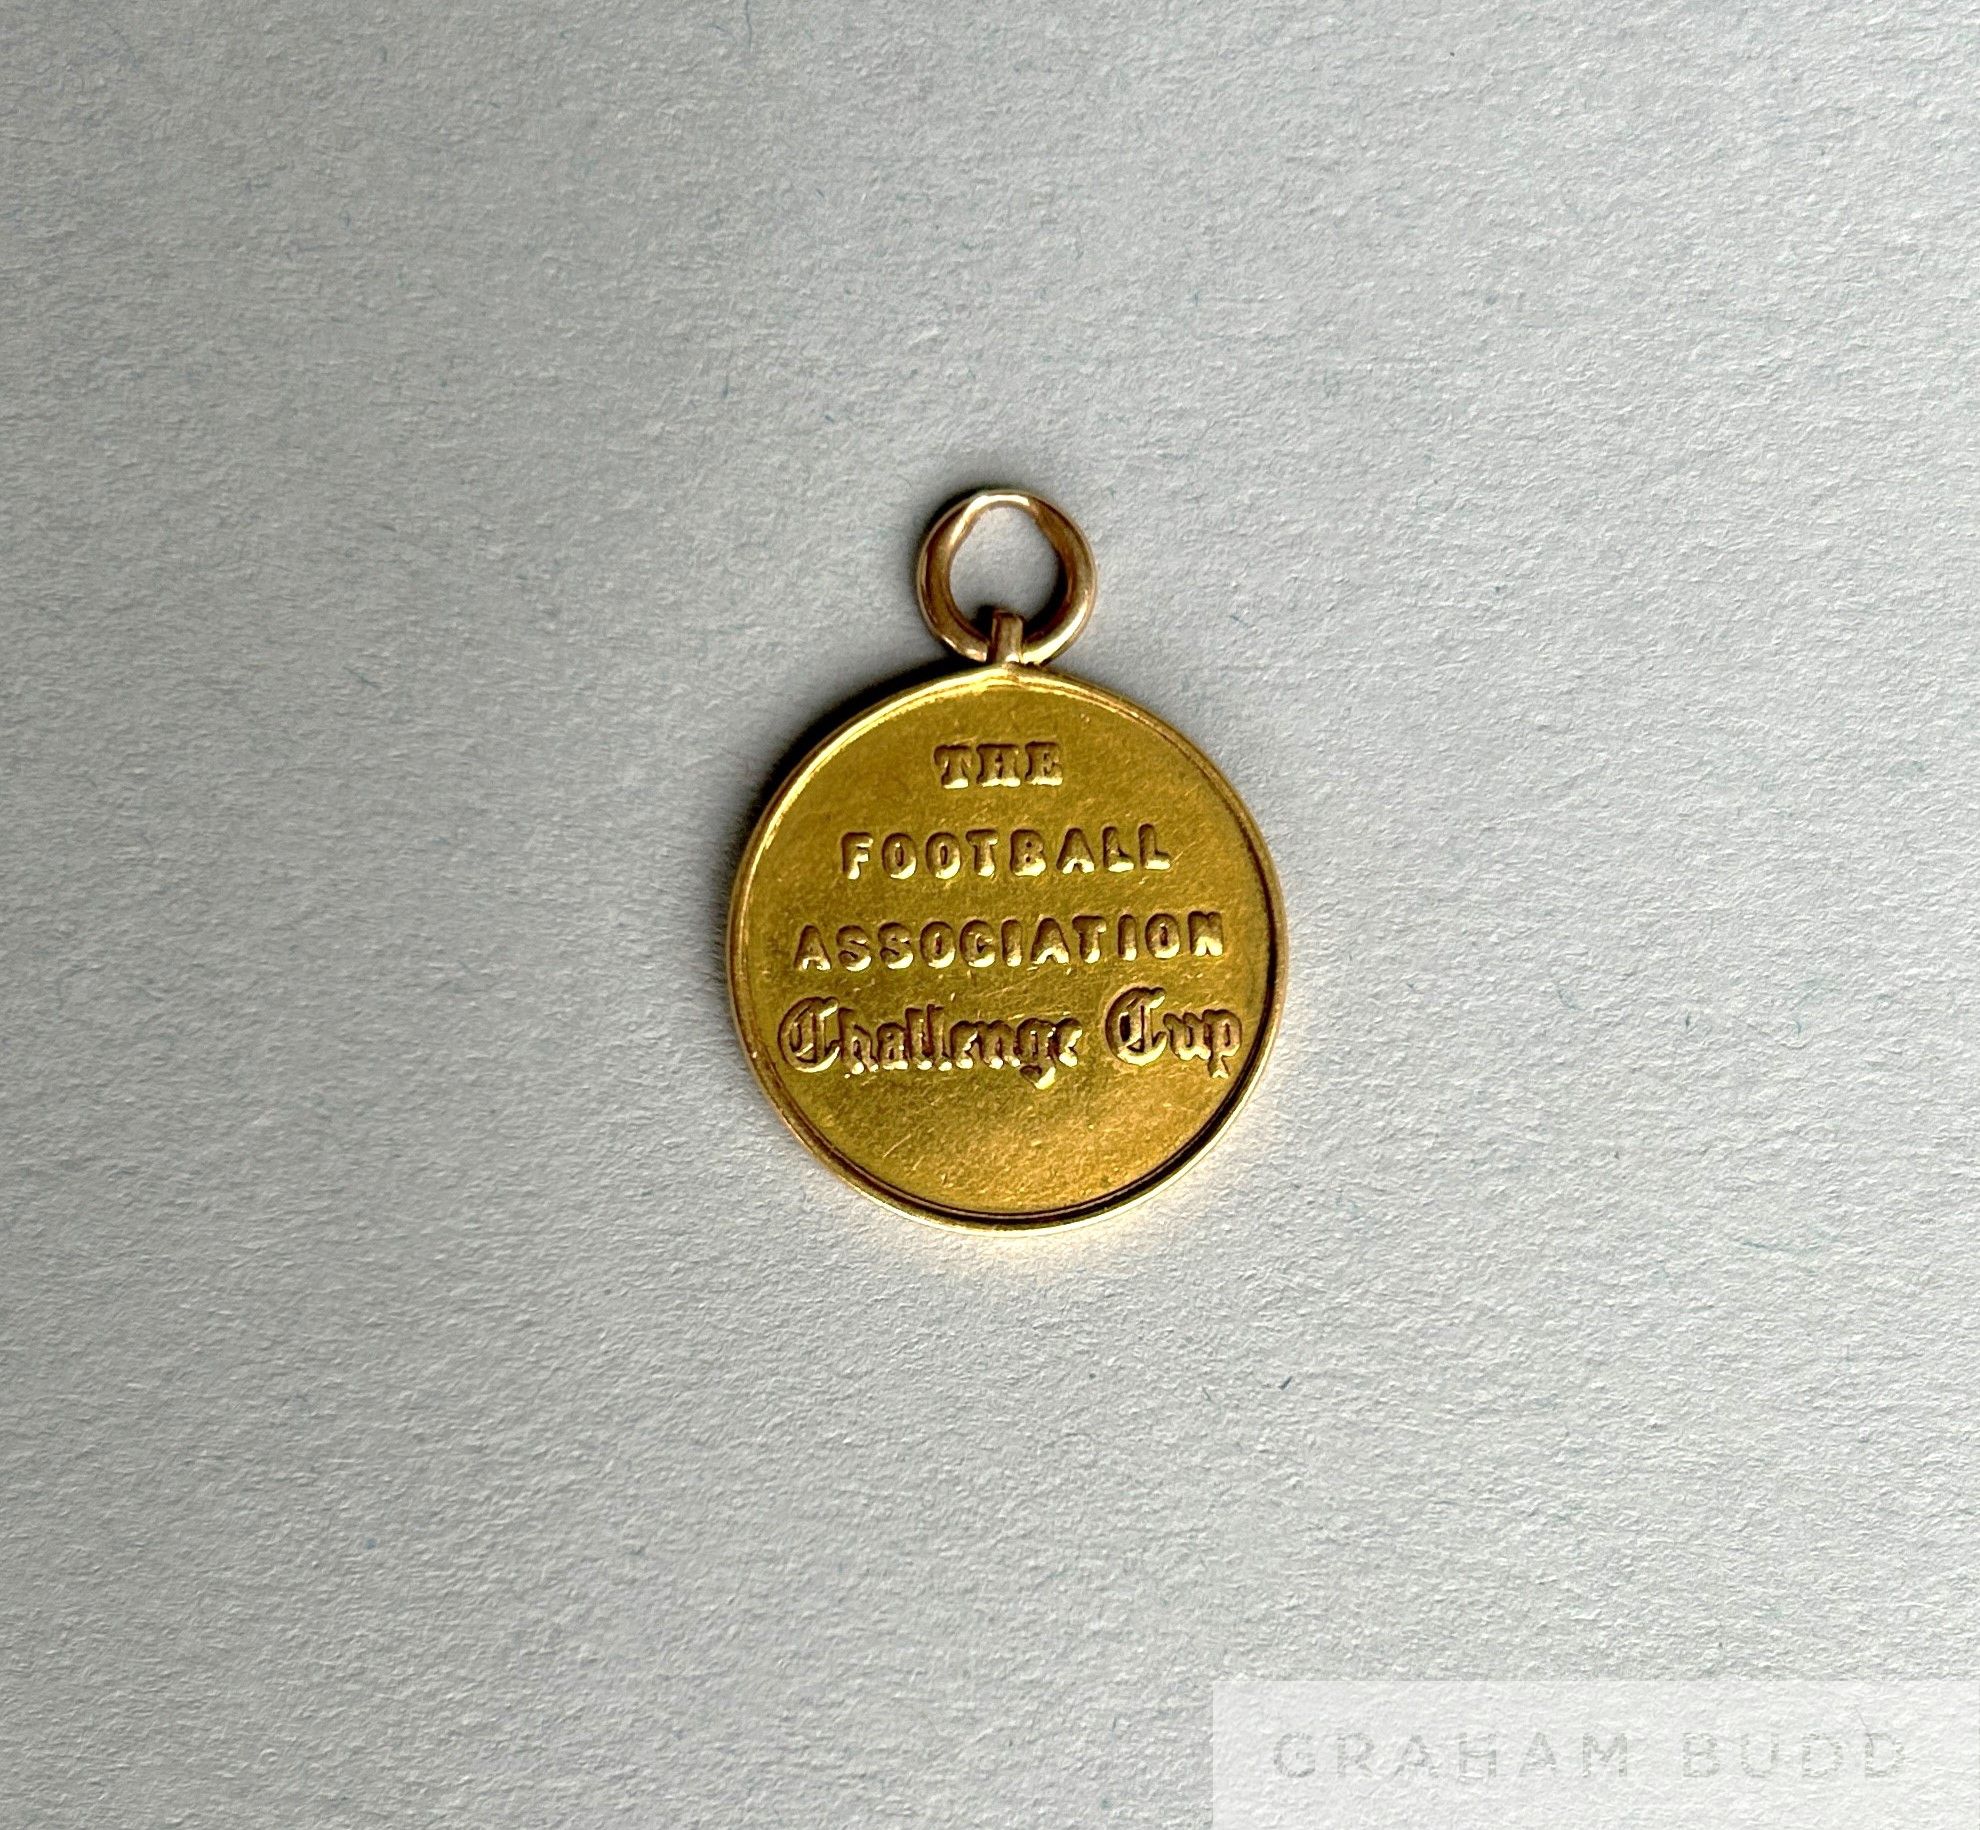 THE
FOOTBALL
ASSOCIATION
Challenge Cup
GRAHAM BUDD